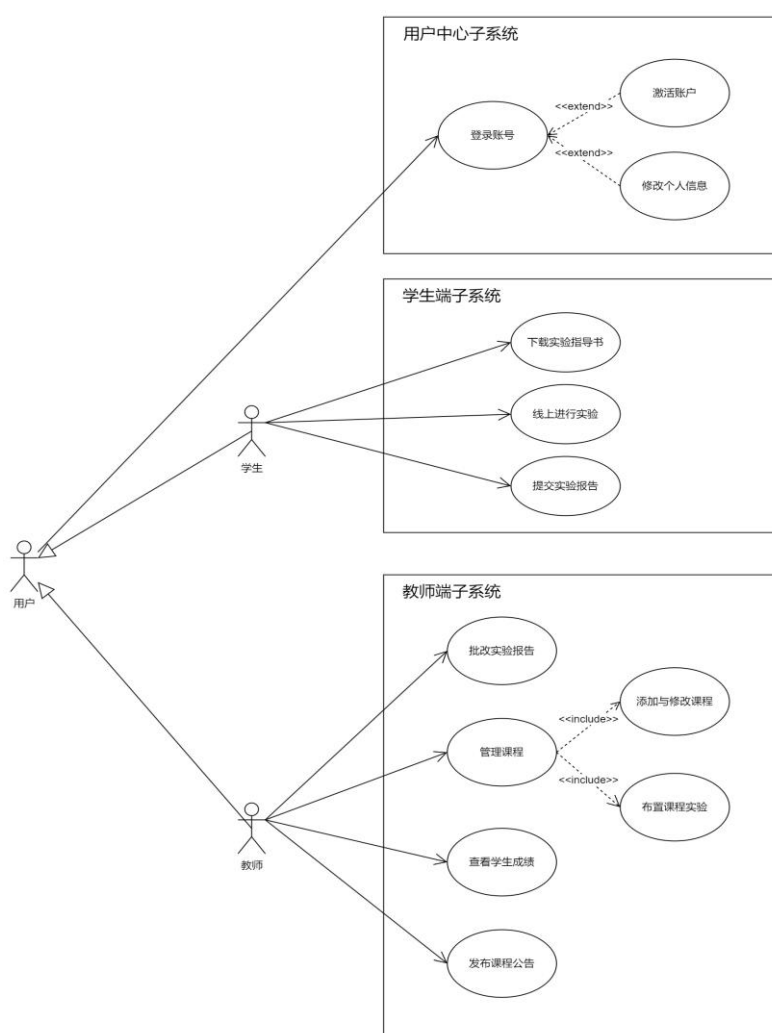 用户中心子系统
激活账户
<<extend>>
登录账号
<<extend>>
修改个人信息
学生端子系统
下载实验指导书
线上进行实验
学生
提交实验报告
用户
教师端子系统
批改实验报告
添加与修改课程
<<include>>
管理课程
<<include>>
布置课程实验
教师
查看学生成绩
发布课程公告